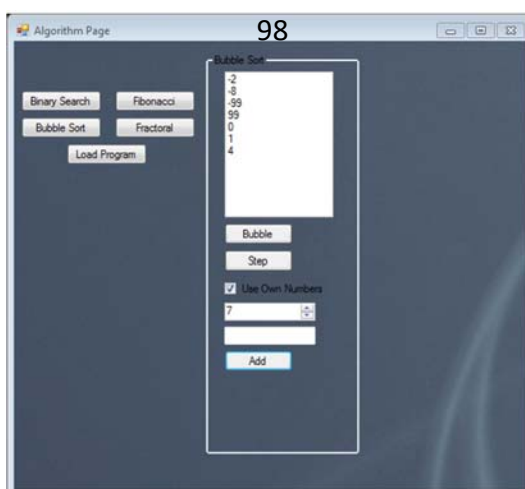 98
Algorithm Page
Bubble Sort
-2
-8
-99
99
0
1
4
Binary Search Fibonacci
Bubble Sort Fractoral
Load Program
Bubble
Step
Use Own Numbers
7
Add